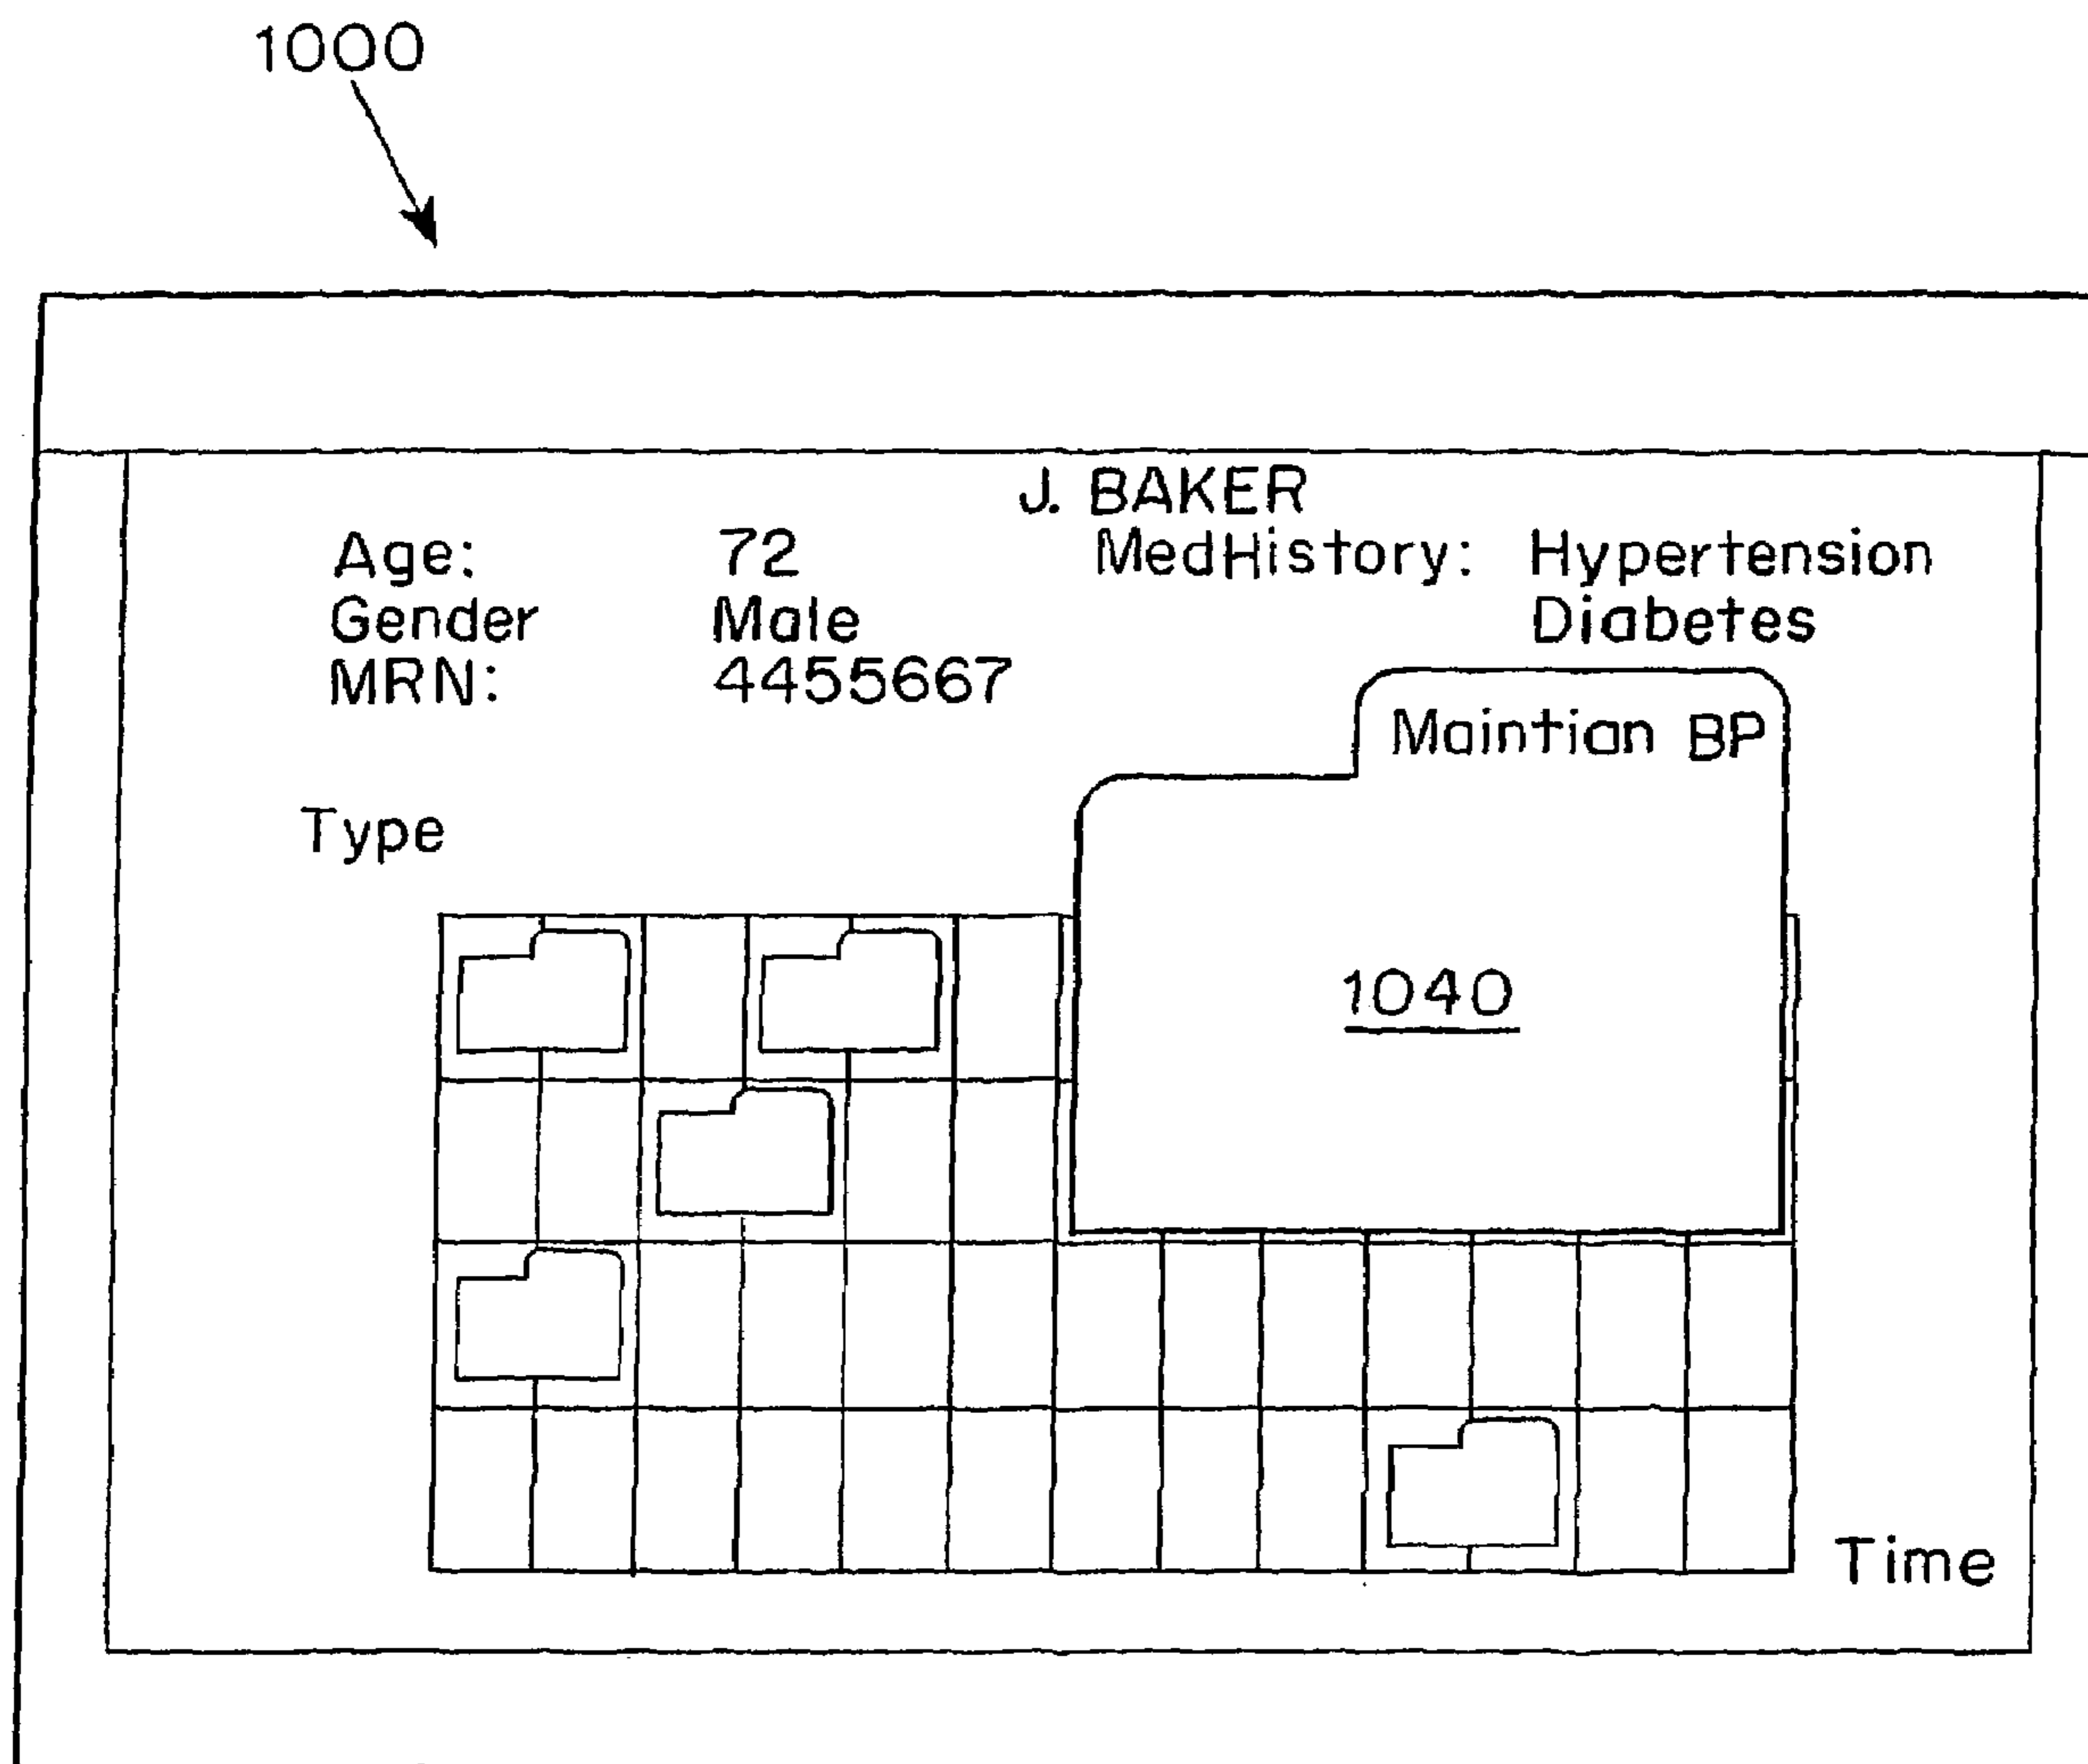 1000
J. BAKER
Age: 72 MedHistory: Hypertension
Gender Male Diabetes
MRN: 4455667
Maintian BP
Type
1040
Time